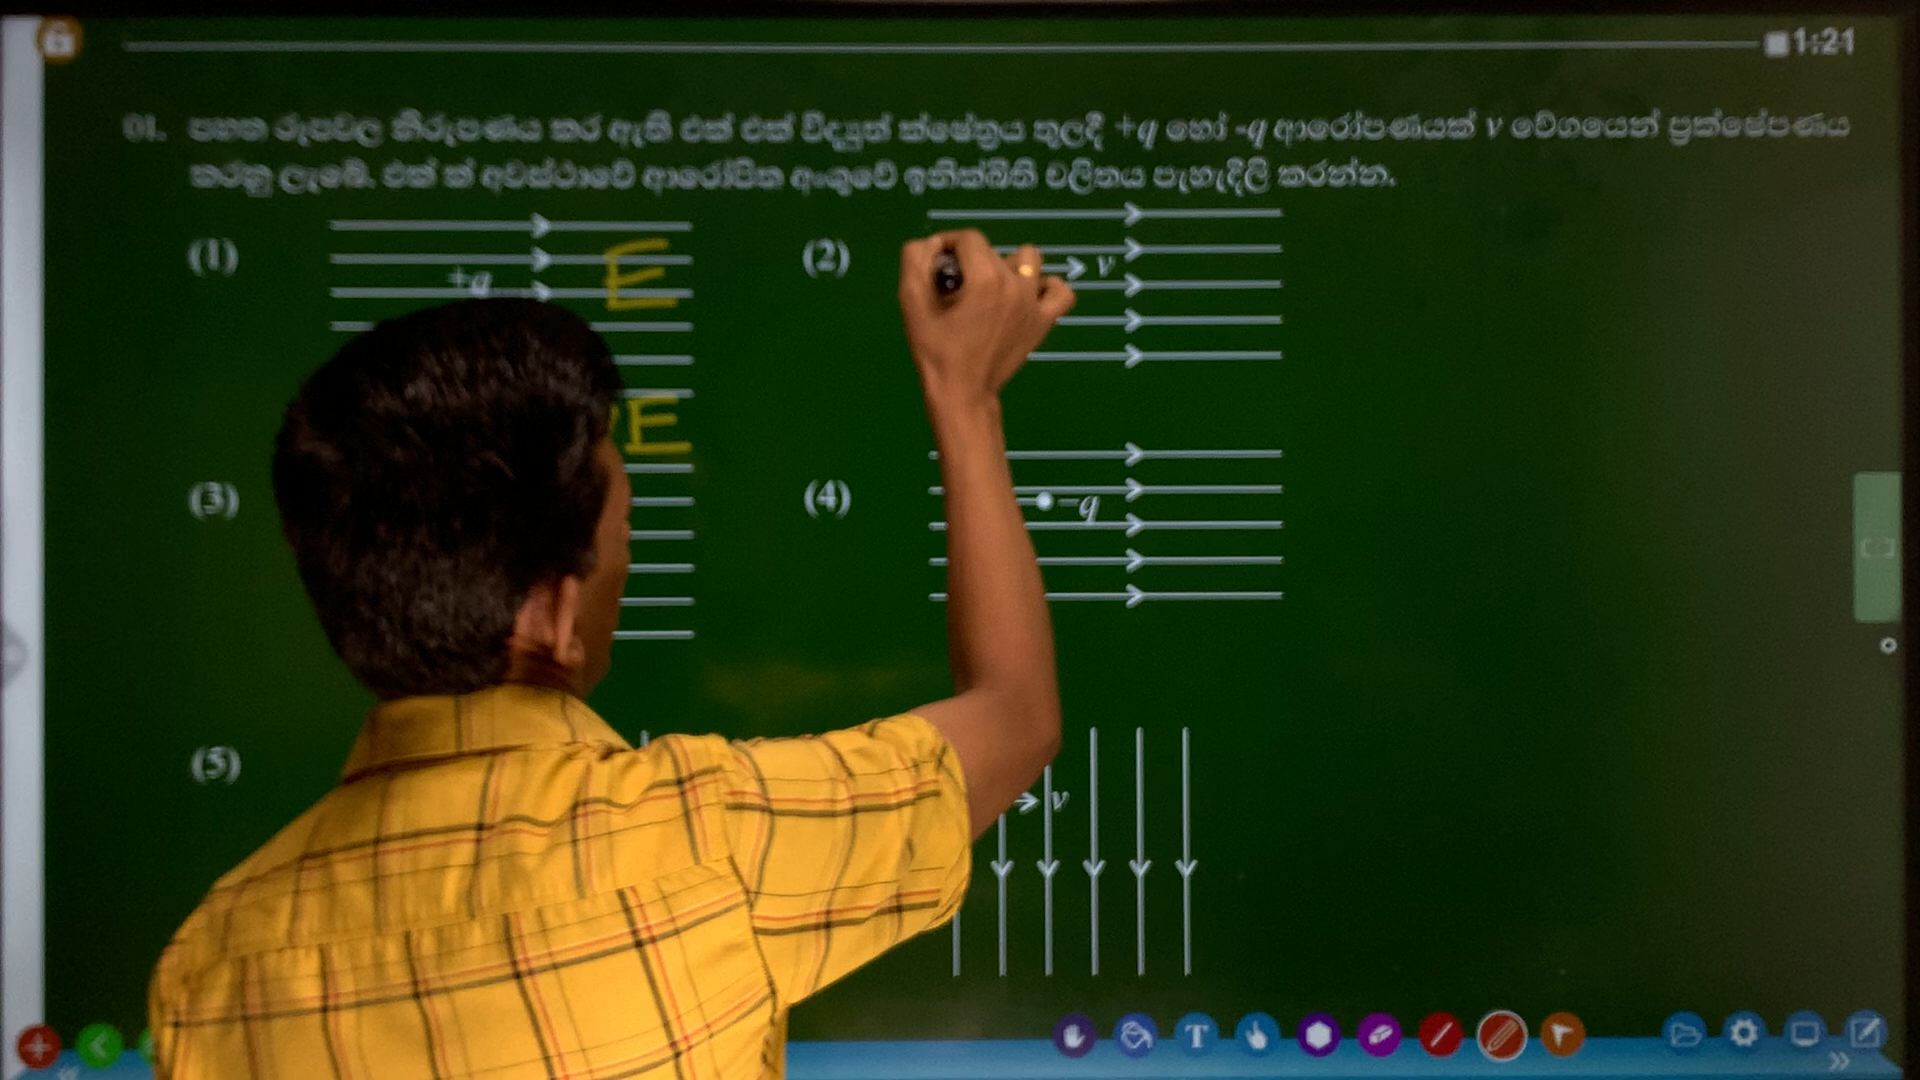 1:21
01. පහත රූපවල නිරූපණය කර ඇති එක් එක් විද්‍යුත් ක්ෂේත්‍රය තුලදී +q හෝ -q ආරෝපණයක් v වේගයෙන් ප්‍රක්ෂේපණය
කරනු ලැබේ. එක් ක් අවස්ථාවේ ආරෝපිත අංශුවේ ඉනික්බිති චලිතය පැහැදිලි කරන්න.
(1) +q E (2) v
E
(3) (4) -q
(5) v
T